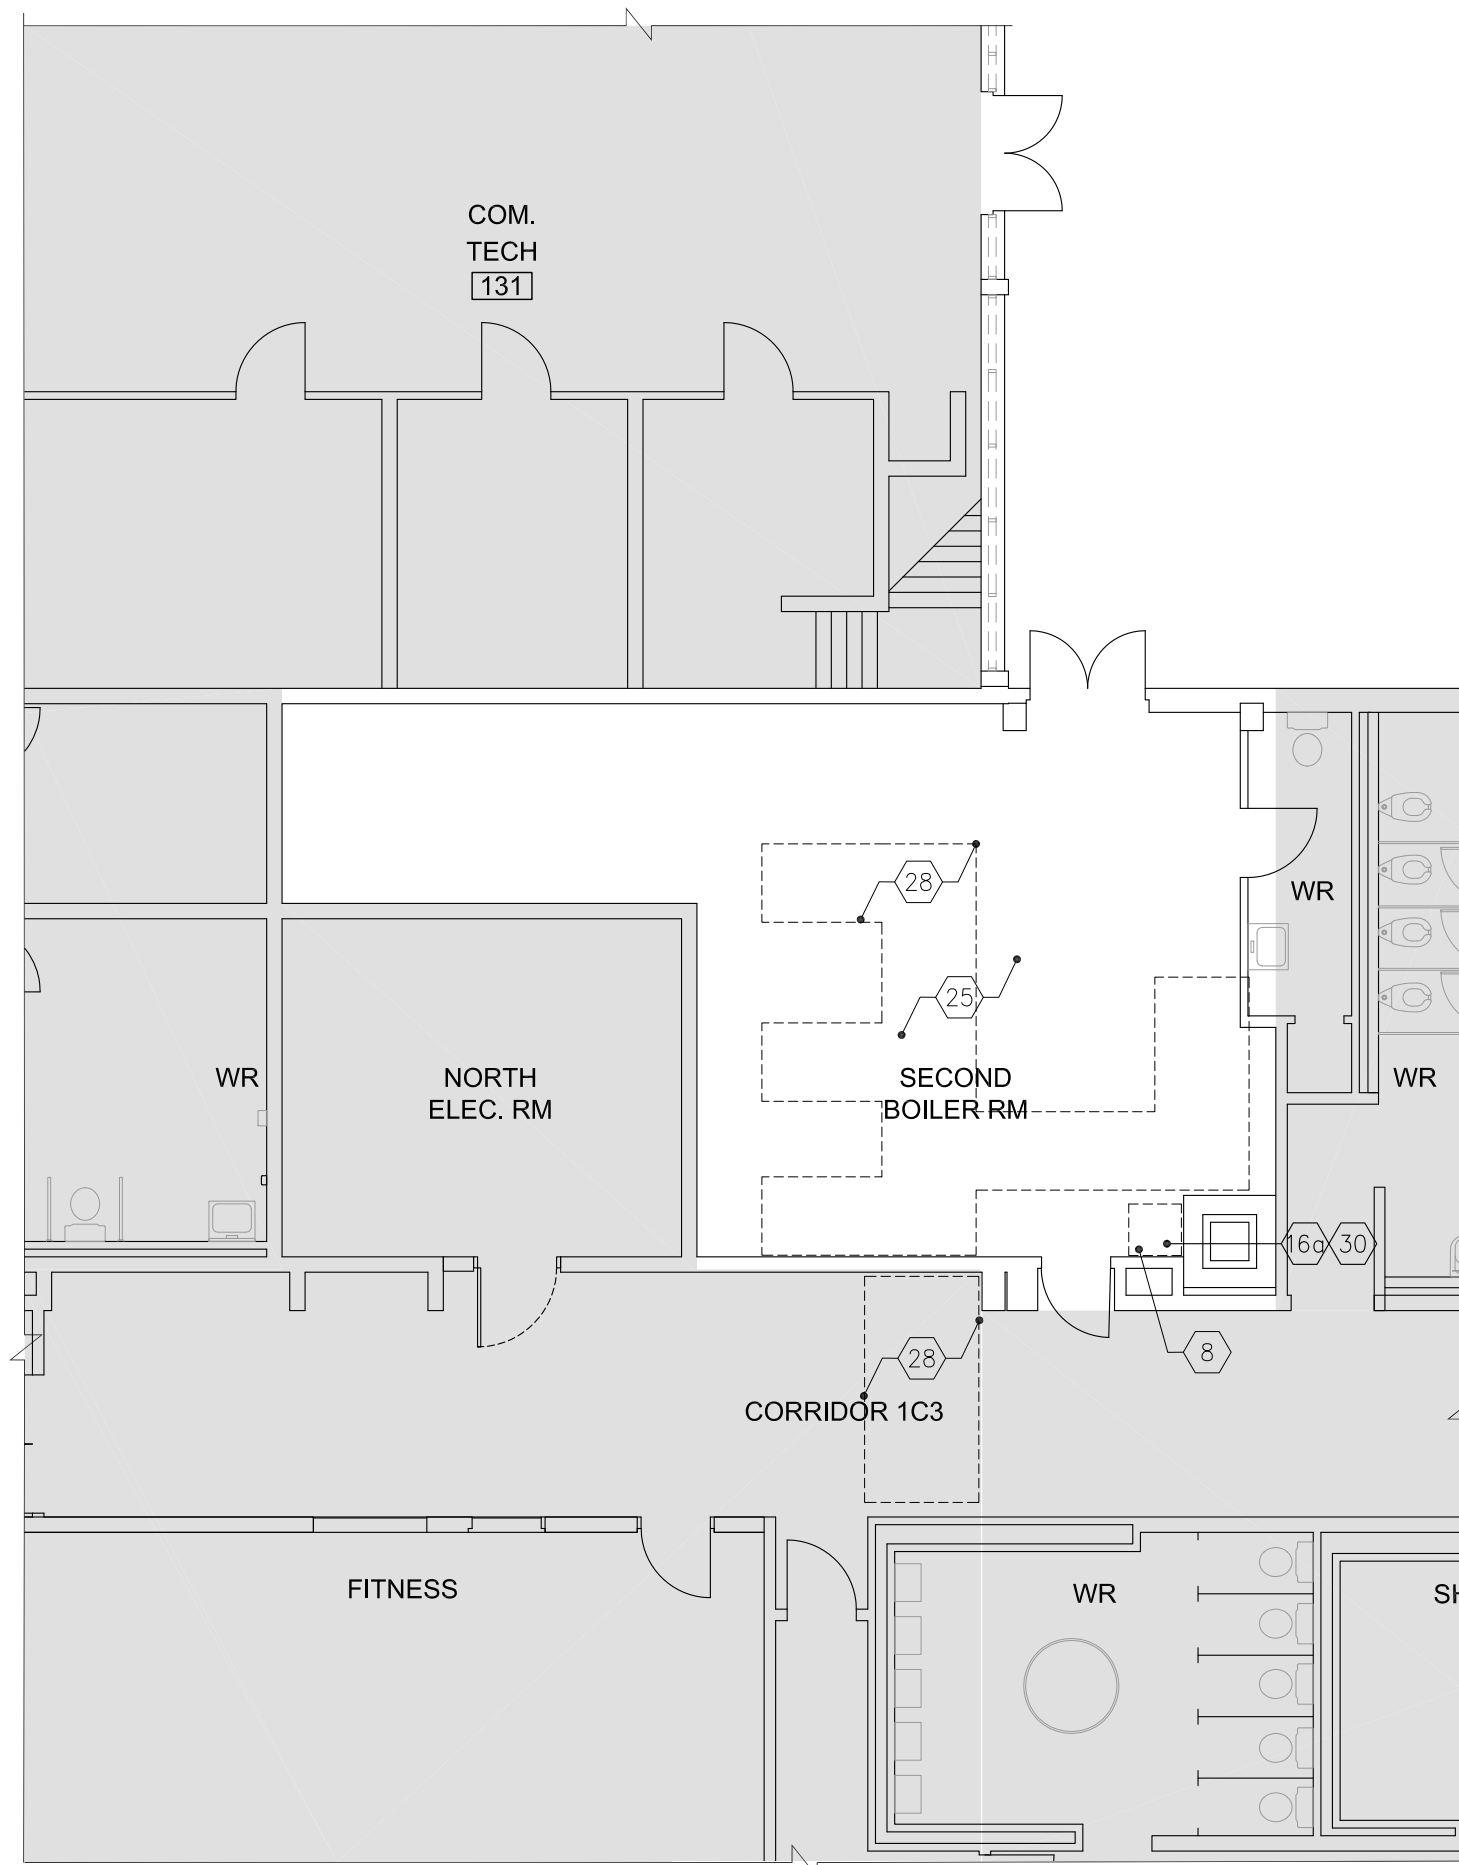 COM.
TECH
131
28
WR
25
WR
NORTH
ELEC. RM
SECOND
BOILER RM
WR
16a
30
28
8
CORRIDOR 1C3
FITNESS
WR
SH